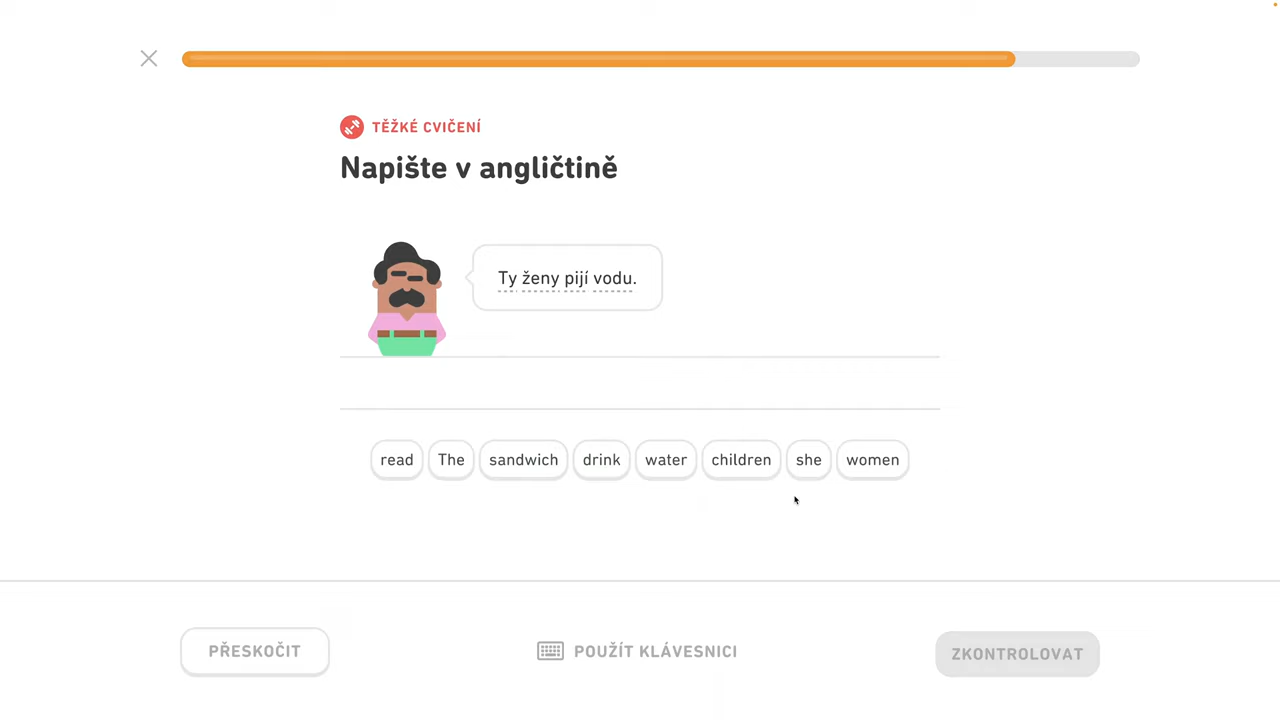 TĚŽKÉ CVIČENÍ
Napište v angličtině
Ty ženy pijí vodu.
read The sandwich drink water children she women
PŘESKOČIT POUŽÍT KLÁVESNICI ZKONTROLOVAT